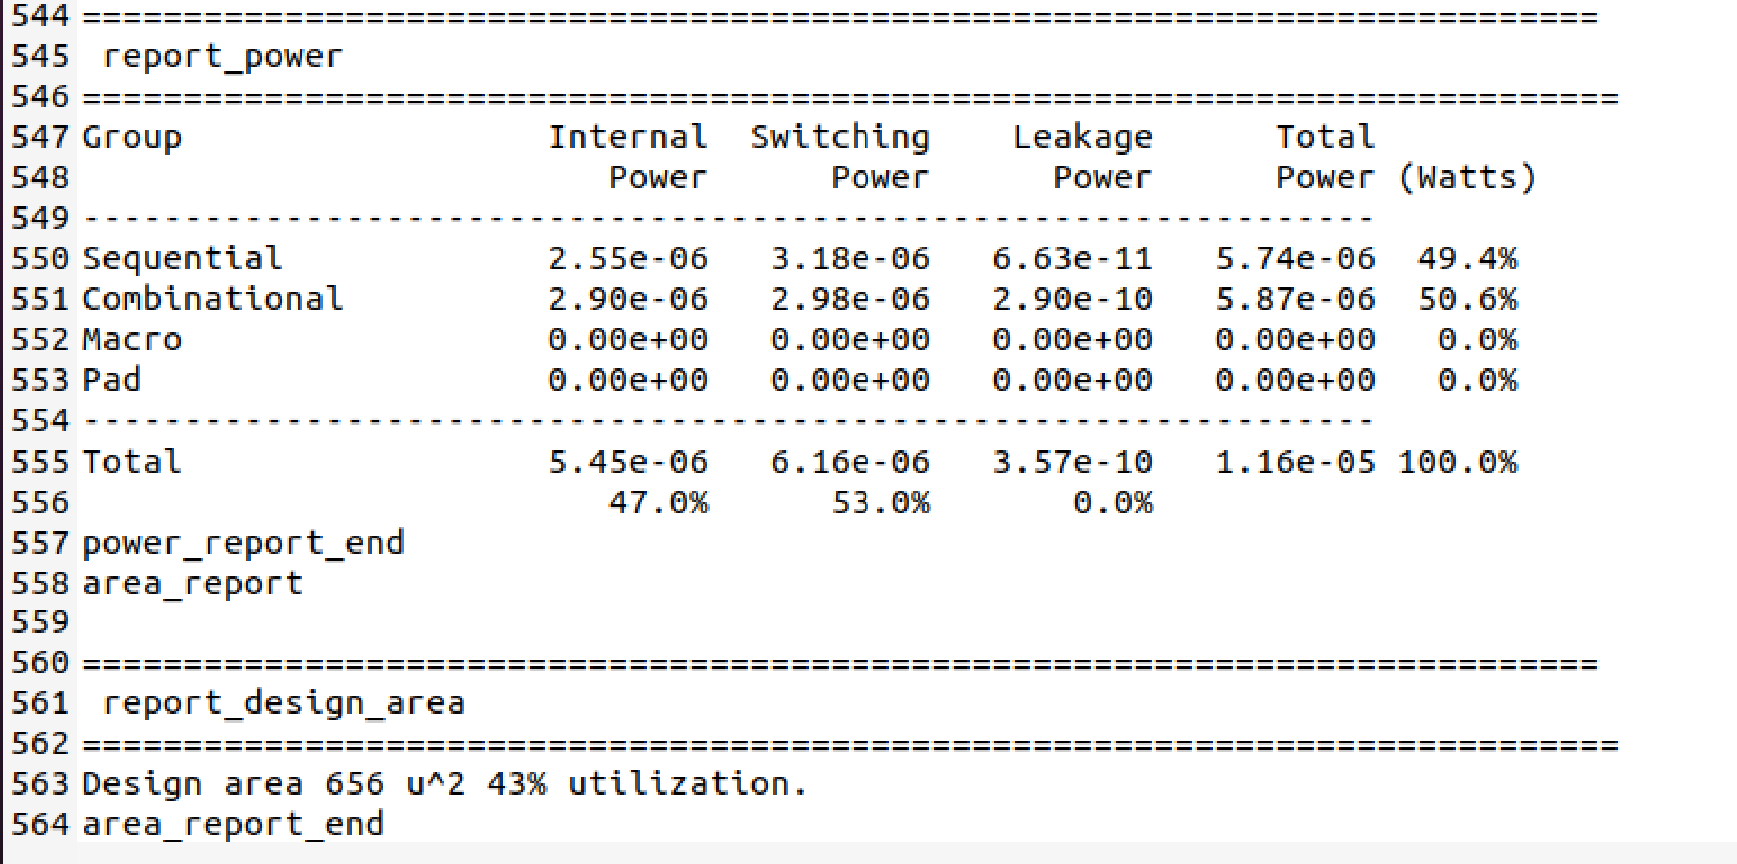 544 ===========================================================================
545  report_power
546 ============================================================================
547 Group                  Internal  Switching    Leakage      Total
548                           Power      Power      Power      Power (Watts)
549 ----------------------------------------------------------------
550 Sequential             2.55e-06   3.18e-06   6.63e-11   5.74e-06  49.4%
551 Combinational          2.90e-06   2.98e-06   2.90e-10   5.87e-06  50.6%
552 Macro                  0.00e+00   0.00e+00   0.00e+00   0.00e+00   0.0%
553 Pad                    0.00e+00   0.00e+00   0.00e+00   0.00e+00   0.0%
554 ----------------------------------------------------------------
555 Total                  5.45e-06   6.16e-06   3.57e-10   1.16e-05 100.0%
556                           47.0%      53.0%       0.0%
557 power_report_end
558 area_report
559
560 ===========================================================================
561  report_design_area
562 ============================================================================
563 Design area 656 u^2 43% utilization.
564 area_report_end